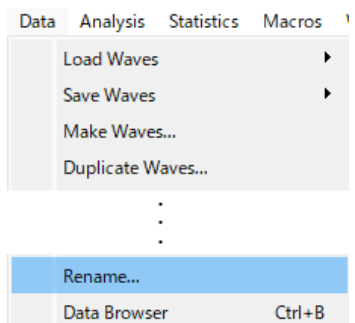 Data Analysis Statistics Macros
Load Waves
Save Waves
Make Waves...
Duplicate Waves...
Rename...
Data Browser Ctrl+B